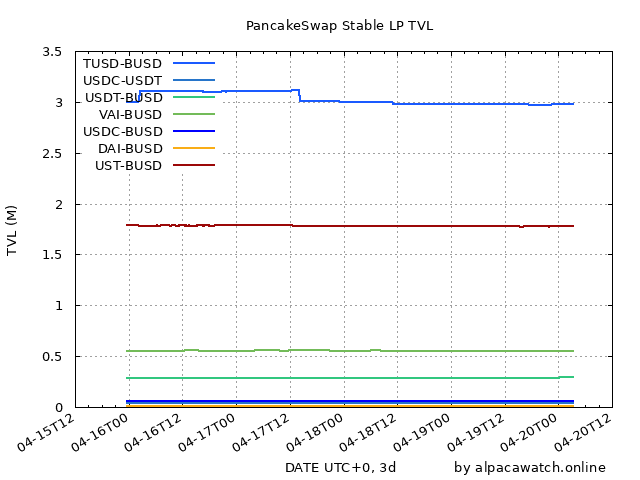 PancakeSwap Stable LP TVL
TVL (M)
3.5
3
2.5
2
1.5
1
0.5
0
TUSD-BUSD
USDC-USDT
USDT-BUSD
VAI-BUSD
USDC-BUSD
DAI-BUSD
UST-BUSD
04-15T12
04-16T00
04-16T12
04-17T00
04-17T12
04-18T00
04-18T12
04-19T00
04-19T12
04-20T00
04-20T12
DATE UTC+0, 3d
by alpacawatch.online